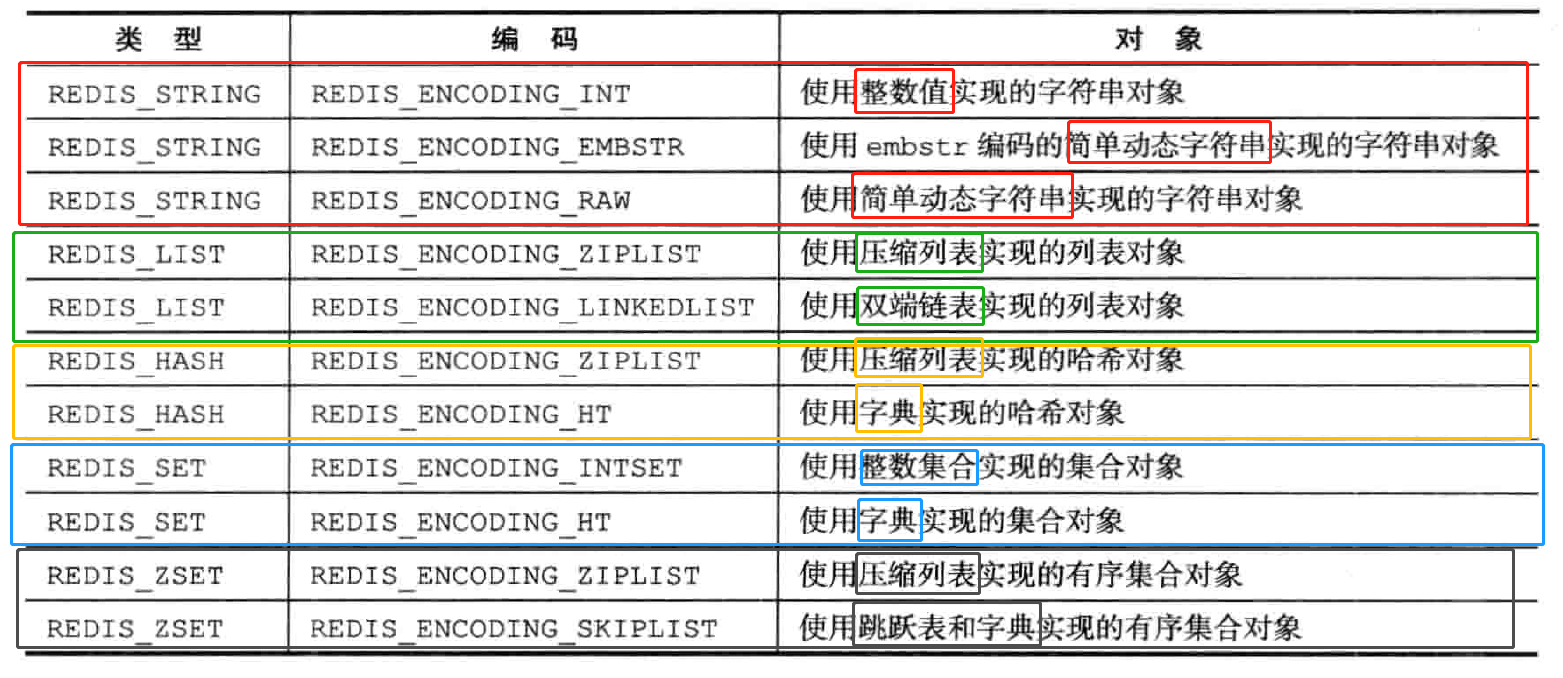 类 型 编 码 对 象
REDIS_STRING REDIS_ENCODING_INT 使用整数值实现的字符串对象
REDIS_STRING REDIS_ENCODING_EMBSTR 使用 embstr 编码的简单动态字符串实现的字符串对象
REDIS_STRING REDIS_ENCODING_RAW 使用简单动态字符串实现的字符串对象
REDIS_LIST REDIS_ENCODING_ZIPLIST 使用压缩列表实现的列表对象
REDIS_LIST REDIS_ENCODING_LINKEDLIST 使用双端链表实现的列表对象
REDIS_HASH REDIS_ENCODING_ZIPLIST 使用压缩列表实现的哈希对象
REDIS_HASH REDIS_ENCODING_HT 使用字典实现的哈希对象
REDIS_SET REDIS_ENCODING_INTSET 使用整数集合实现的集合对象
REDIS_SET REDIS_ENCODING_HT 使用字典实现的集合对象
REDIS_ZSET REDIS_ENCODING_ZIPLIST 使用压缩列表实现的有序集合对象
REDIS_ZSET REDIS_ENCODING_SKIPLIST 使用跳跃表和字典实现的有序集合对象